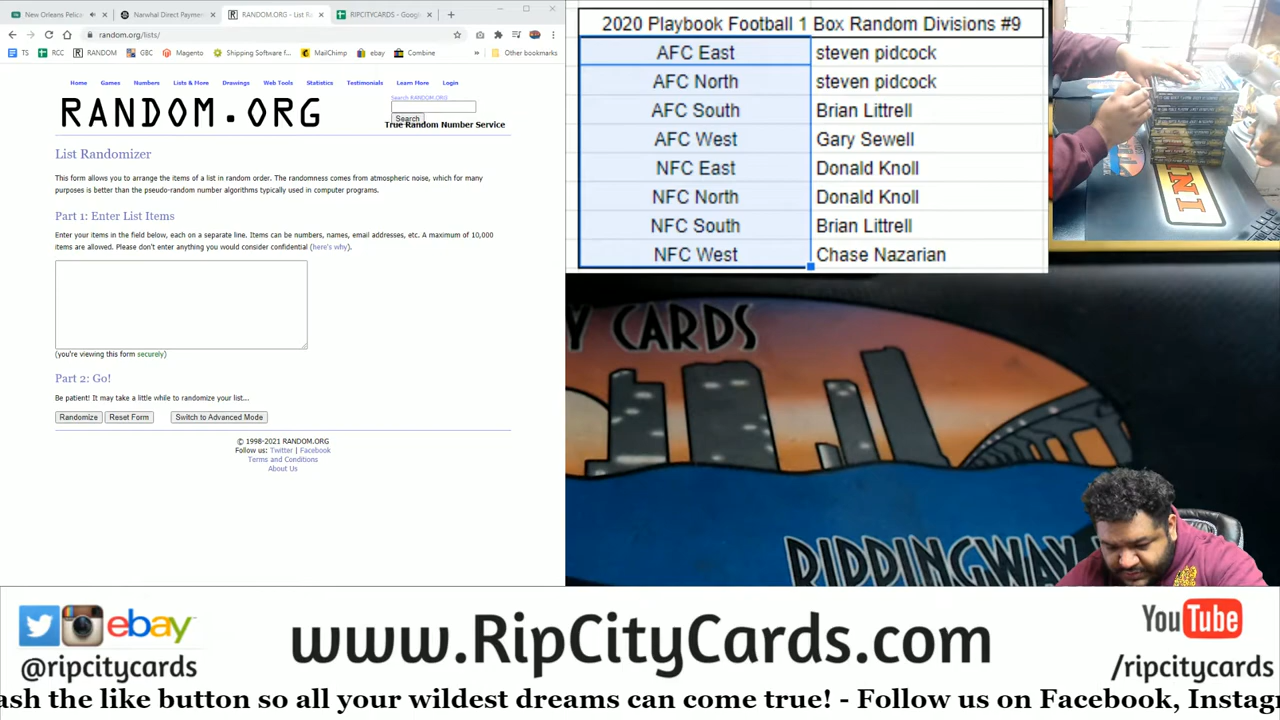 New Orleans Pelic
Narwhal Direct Paymen
RANDOM.ORG - List Ra
RIPCITYCARDS - Googl
random.org/lists/
TS
RCC
RANDOM
GBC
Magento
Shipping Software f...
MailChimp
ebay
Combine
»
Other bookmarks
Home Games Numbers Lists & More Drawings Web Tools Statistics Testimonials Learn More Login
RANDOM.ORG
Search RANDOM.ORG
Search
True Random Number Service
List Randomizer
This form allows you to arrange the items of a list in random order. The randomness comes from atmospheric noise, which for many
purposes is better than the pseudo-random number algorithms typically used in computer programs.
Part 1: Enter List Items
Enter your items in the field below, each on a separate line. Items can be numbers, names, email addresses, etc. A maximum of 10,000
items are allowed. Please don't enter anything you would consider confidential (here's why).
(you're viewing this form securely)
Part 2: Go!
Be patient! It may take a little while to randomize your list...
Randomize Reset Form Switch to Advanced Mode
© 1998-2021 RANDOM.ORG
Follow us: Twitter | Facebook
Terms and Conditions
About Us
2020 Playbook Football 1 Box Random Divisions #9
AFC East steven pidcock
AFC North steven pidcock
AFC South Brian Littrell
AFC West Gary Sewell
NFC East Donald Knoll
NFC North Donald Knoll
NFC South Brian Littrell
NFC West Chase Nazarian
Y CARDS
RIPPINGWAY
ebay
@ripcitycards
www.RipCityCards.com
YouTube
/ripcitycards
ash the like button so all your wildest dreams can come true! - Follow us on Facebook, Instag